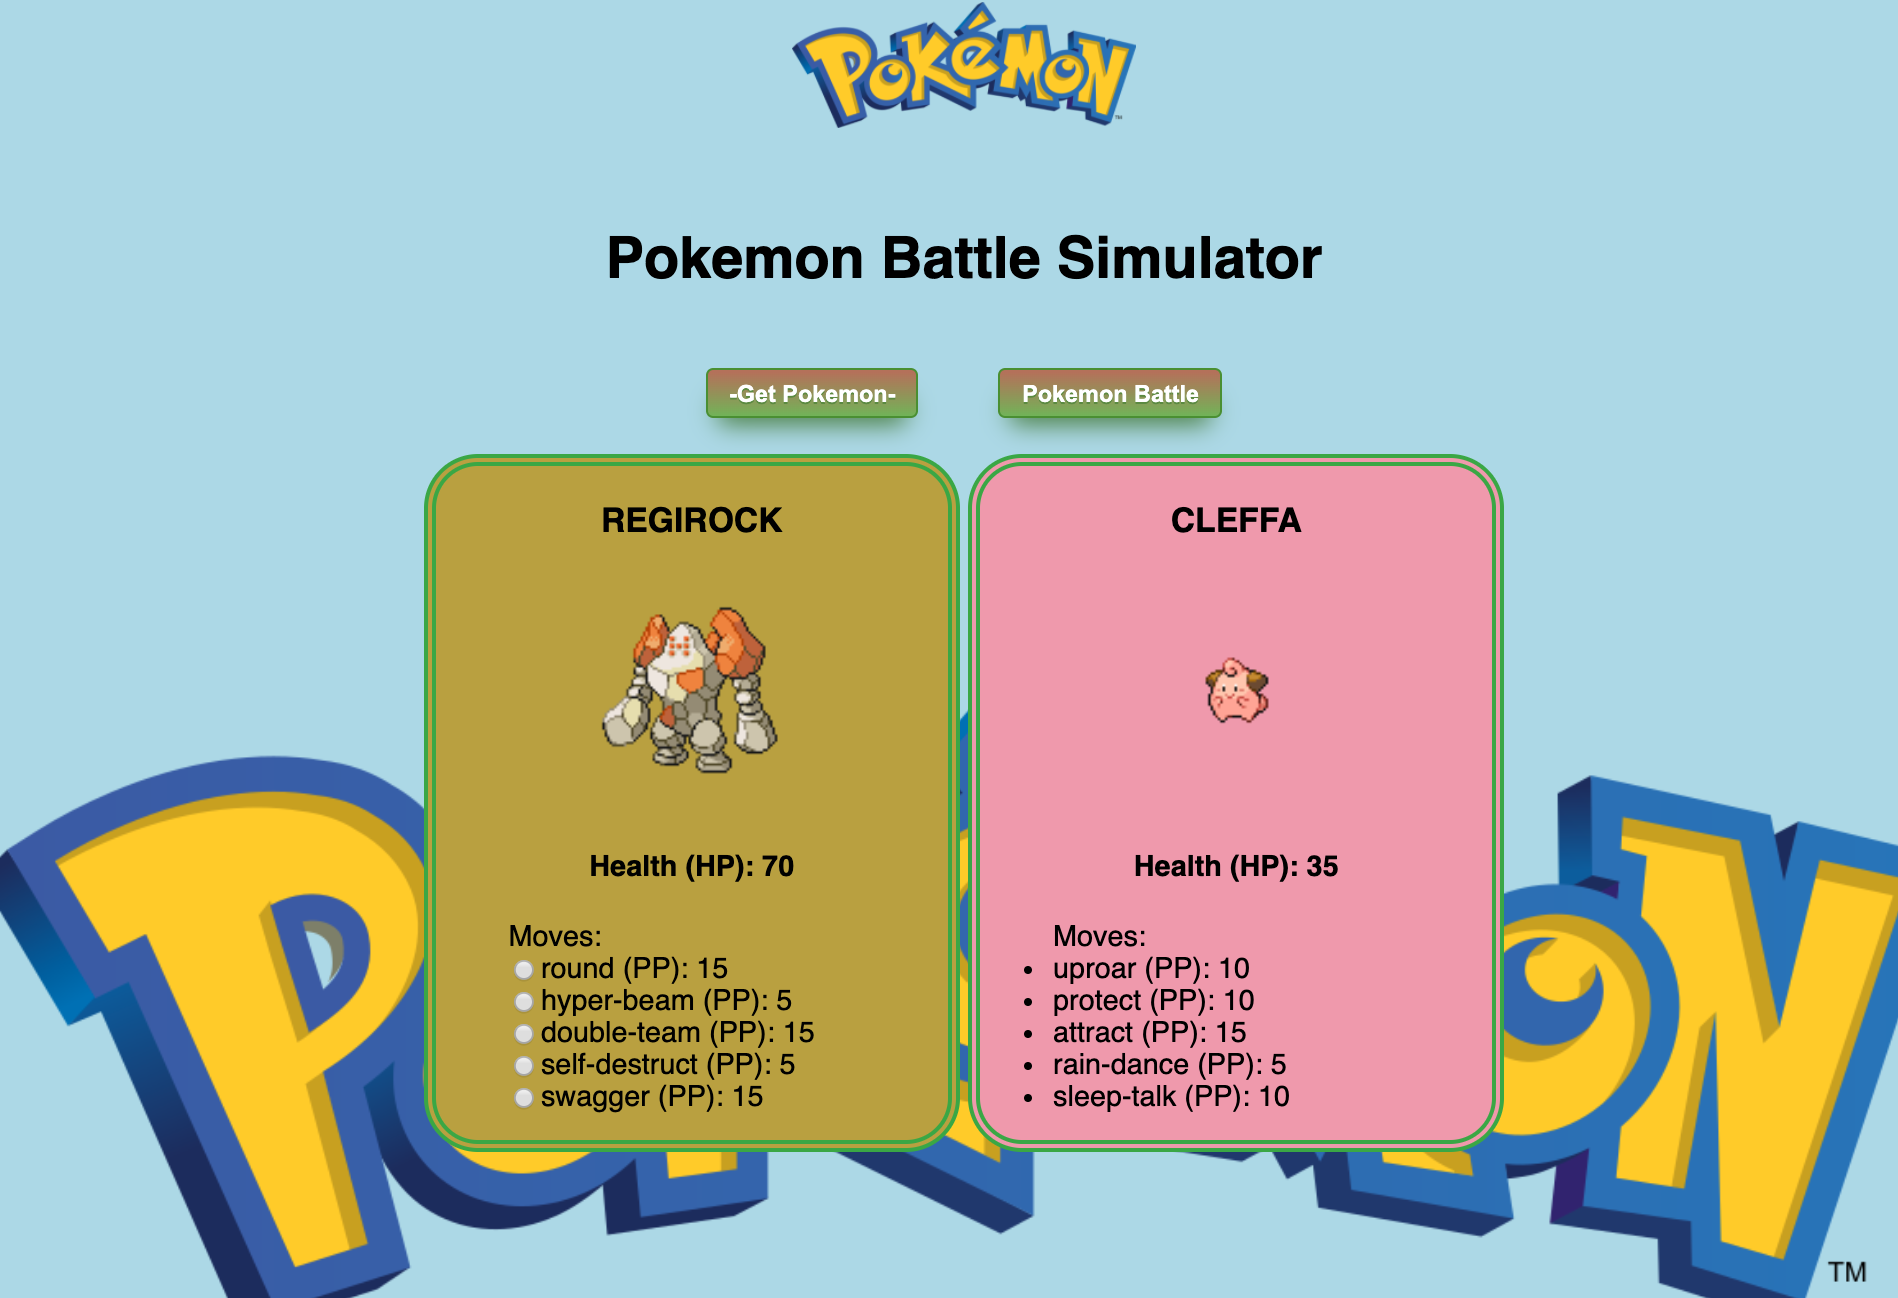 POKéMON
™
Pokemon Battle Simulator
-Get Pokemon-
Pokemon Battle
REGIROCK
Health (HP): 70
Moves:
round (PP): 15
hyper-beam (PP): 5
double-team (PP): 15
self-destruct (PP): 5
swagger (PP): 15
CLEFFA
Health (HP): 35
Moves:
uproar (PP): 10
protect (PP): 10
attract (PP): 15
rain-dance (PP): 5
sleep-talk (PP): 10
TM